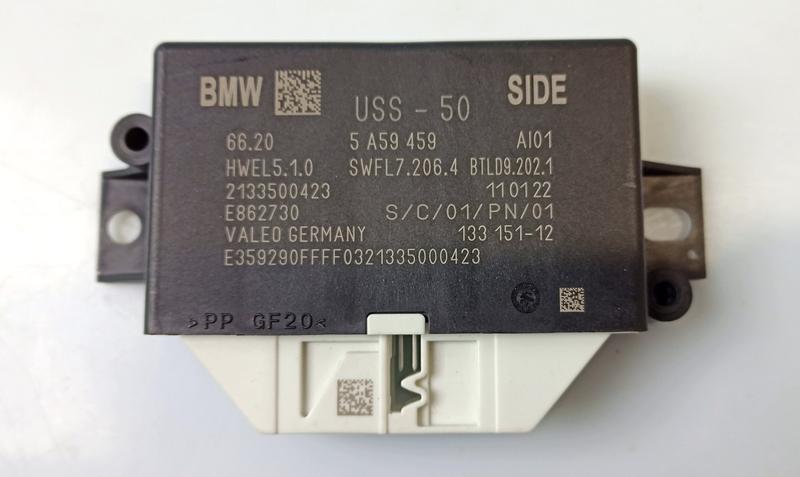 BMW SIDE
USS - 50
66.20 5 A59 459 AI01
HWEL5.1.0 SWFL7.206.4 BTLD9.202.1
2133500423 110122
E862730 S/C/01/PN/01
VALEO GERMANY 133 151-12
E359290FFFF0321335000423
>PP GF20<